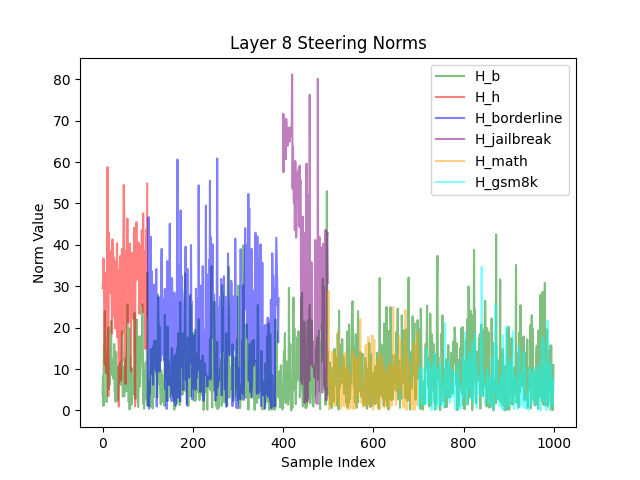 Layer 8 Steering Norms
Norm Value
80
70
60
50
40
30
20
10
0
0
200
400
600
800
1000
Sample Index
H_b
H_h
H_borderline
H_jailbreak
H_math
H_gsm8k